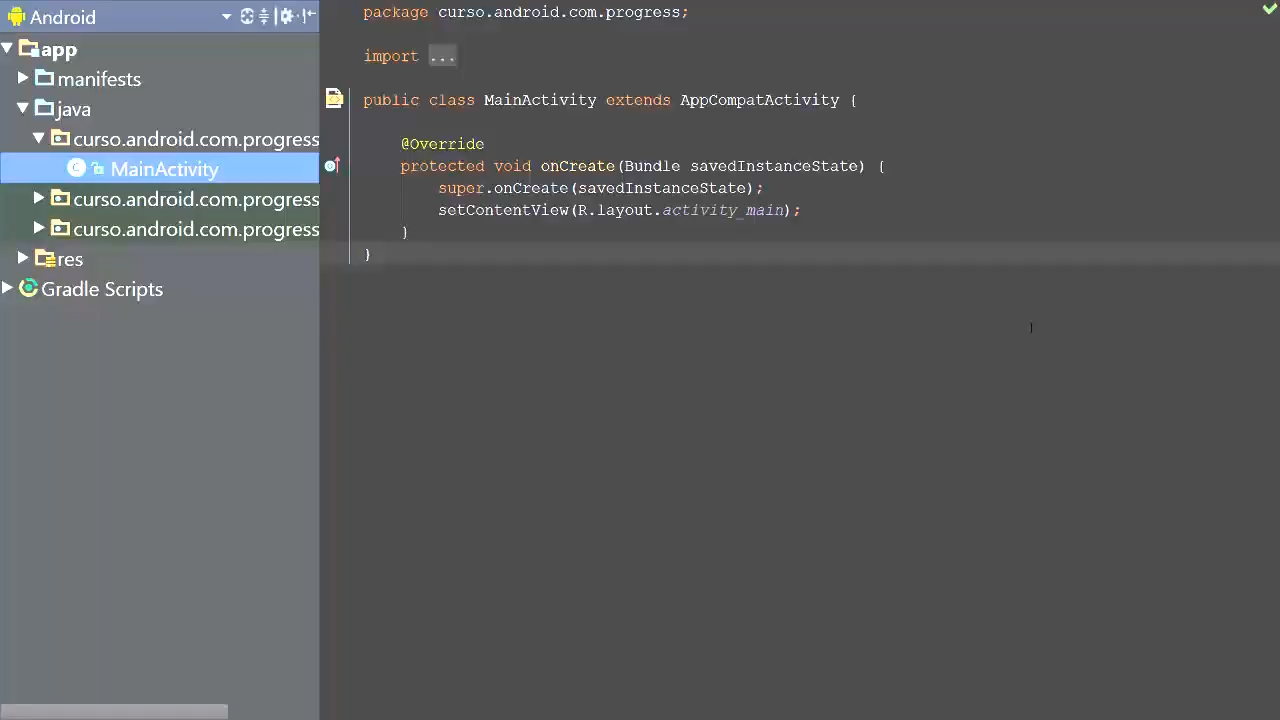 Android
app
manifests
java
curso.android.com.progress
MainActivity
curso.android.com.progress
curso.android.com.progress
res
Gradle Scripts
package curso.android.com.progress;
import ...
public class MainActivity extends AppCompatActivity {
@Override
protected void onCreate(Bundle savedInstanceState) {
super.onCreate(savedInstanceState);
setContentView(R.layout.activity_main);
}
}